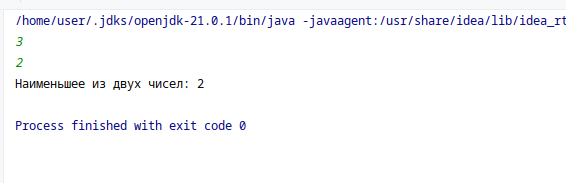 /home/user/.jdks/openjdk-21.0.1/bin/java -javaagent:/usr/share/idea/lib/idea_rt
3
2
Наименьшее из двух чисел: 2
Process finished with exit code 0